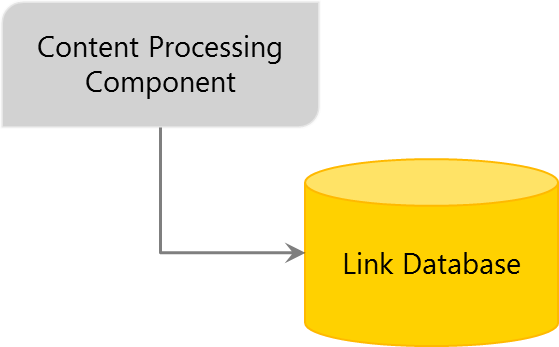 Content Processing
Component
Link Database